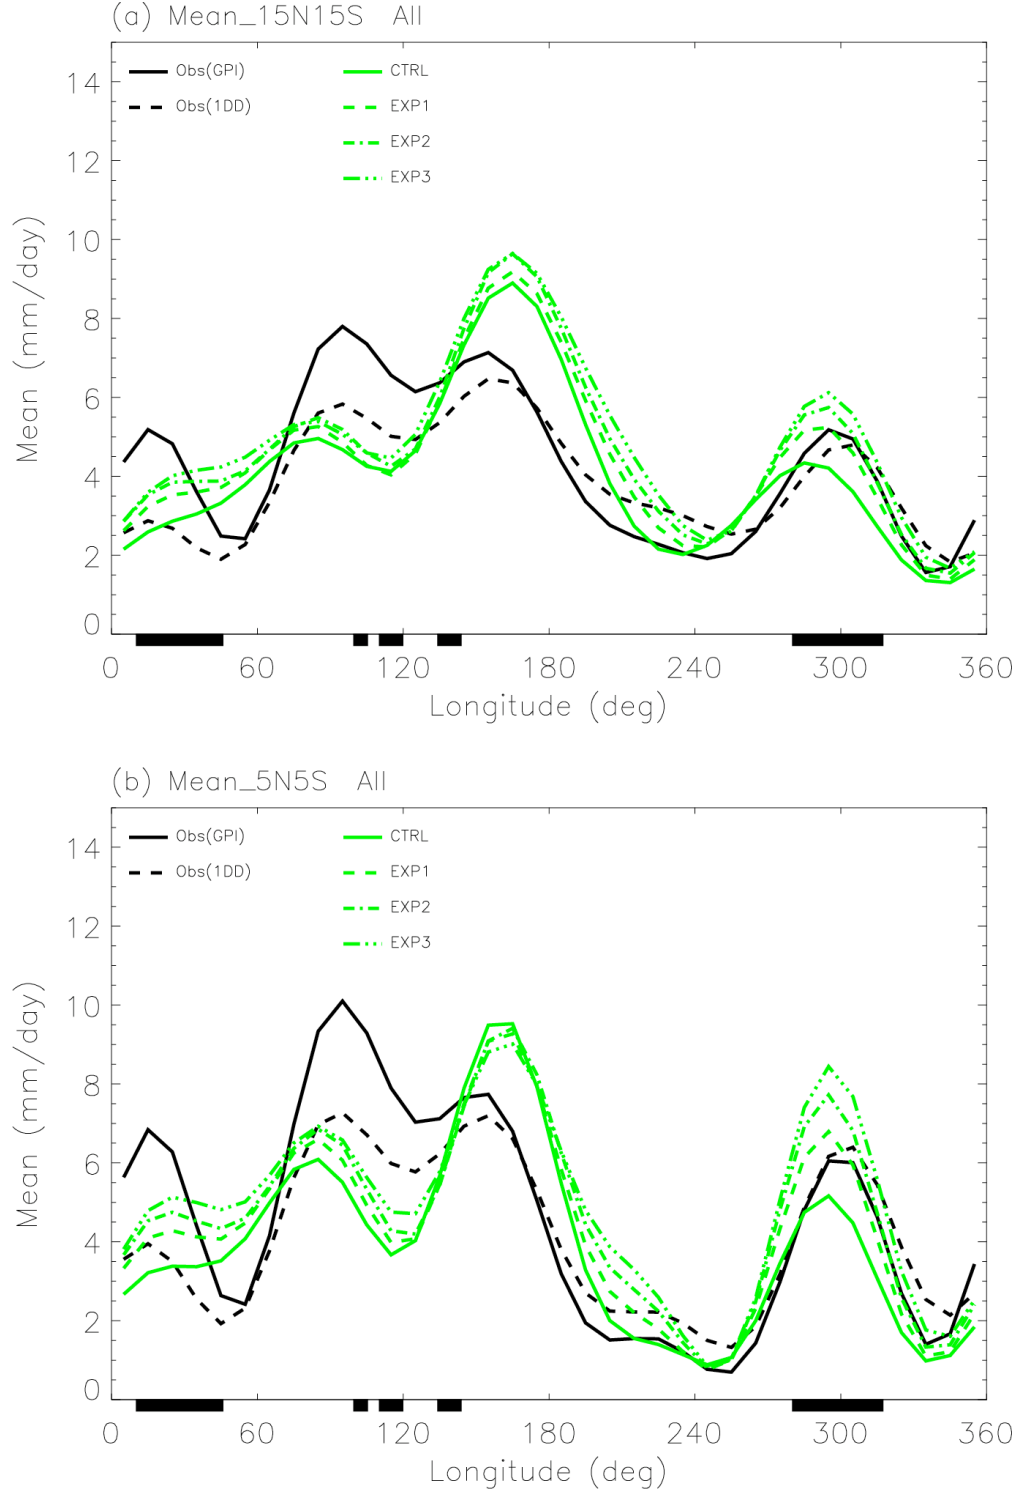 (a) Mean_15N15S All
Obs(GPI)
Obs(1DD)
CTRL
EXP1
EXP2
EXP3
Mean (mm/day)
14
12
10
8
6
4
2
0
0 60 120 180 240 300 360
Longitude (deg)
(b) Mean_5N5S All
Obs(GPI)
Obs(1DD)
CTRL
EXP1
EXP2
EXP3
Mean (mm/day)
14
12
10
8
6
4
2
0
0 60 120 180 240 300 360
Longitude (deg)